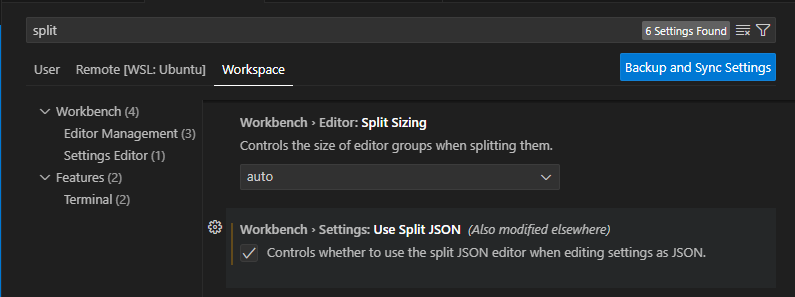 split
6 Settings Found
User Remote [WSL: Ubuntu] Workspace
Backup and Sync Settings
Workbench (4)
Editor Management (3)
Settings Editor (1)
Features (2)
Terminal (2)
Workbench › Editor: Split Sizing
Controls the size of editor groups when splitting them.
auto
Workbench › Settings: Use Split JSON (Also modified elsewhere)
Controls whether to use the split JSON editor when editing settings as JSON.